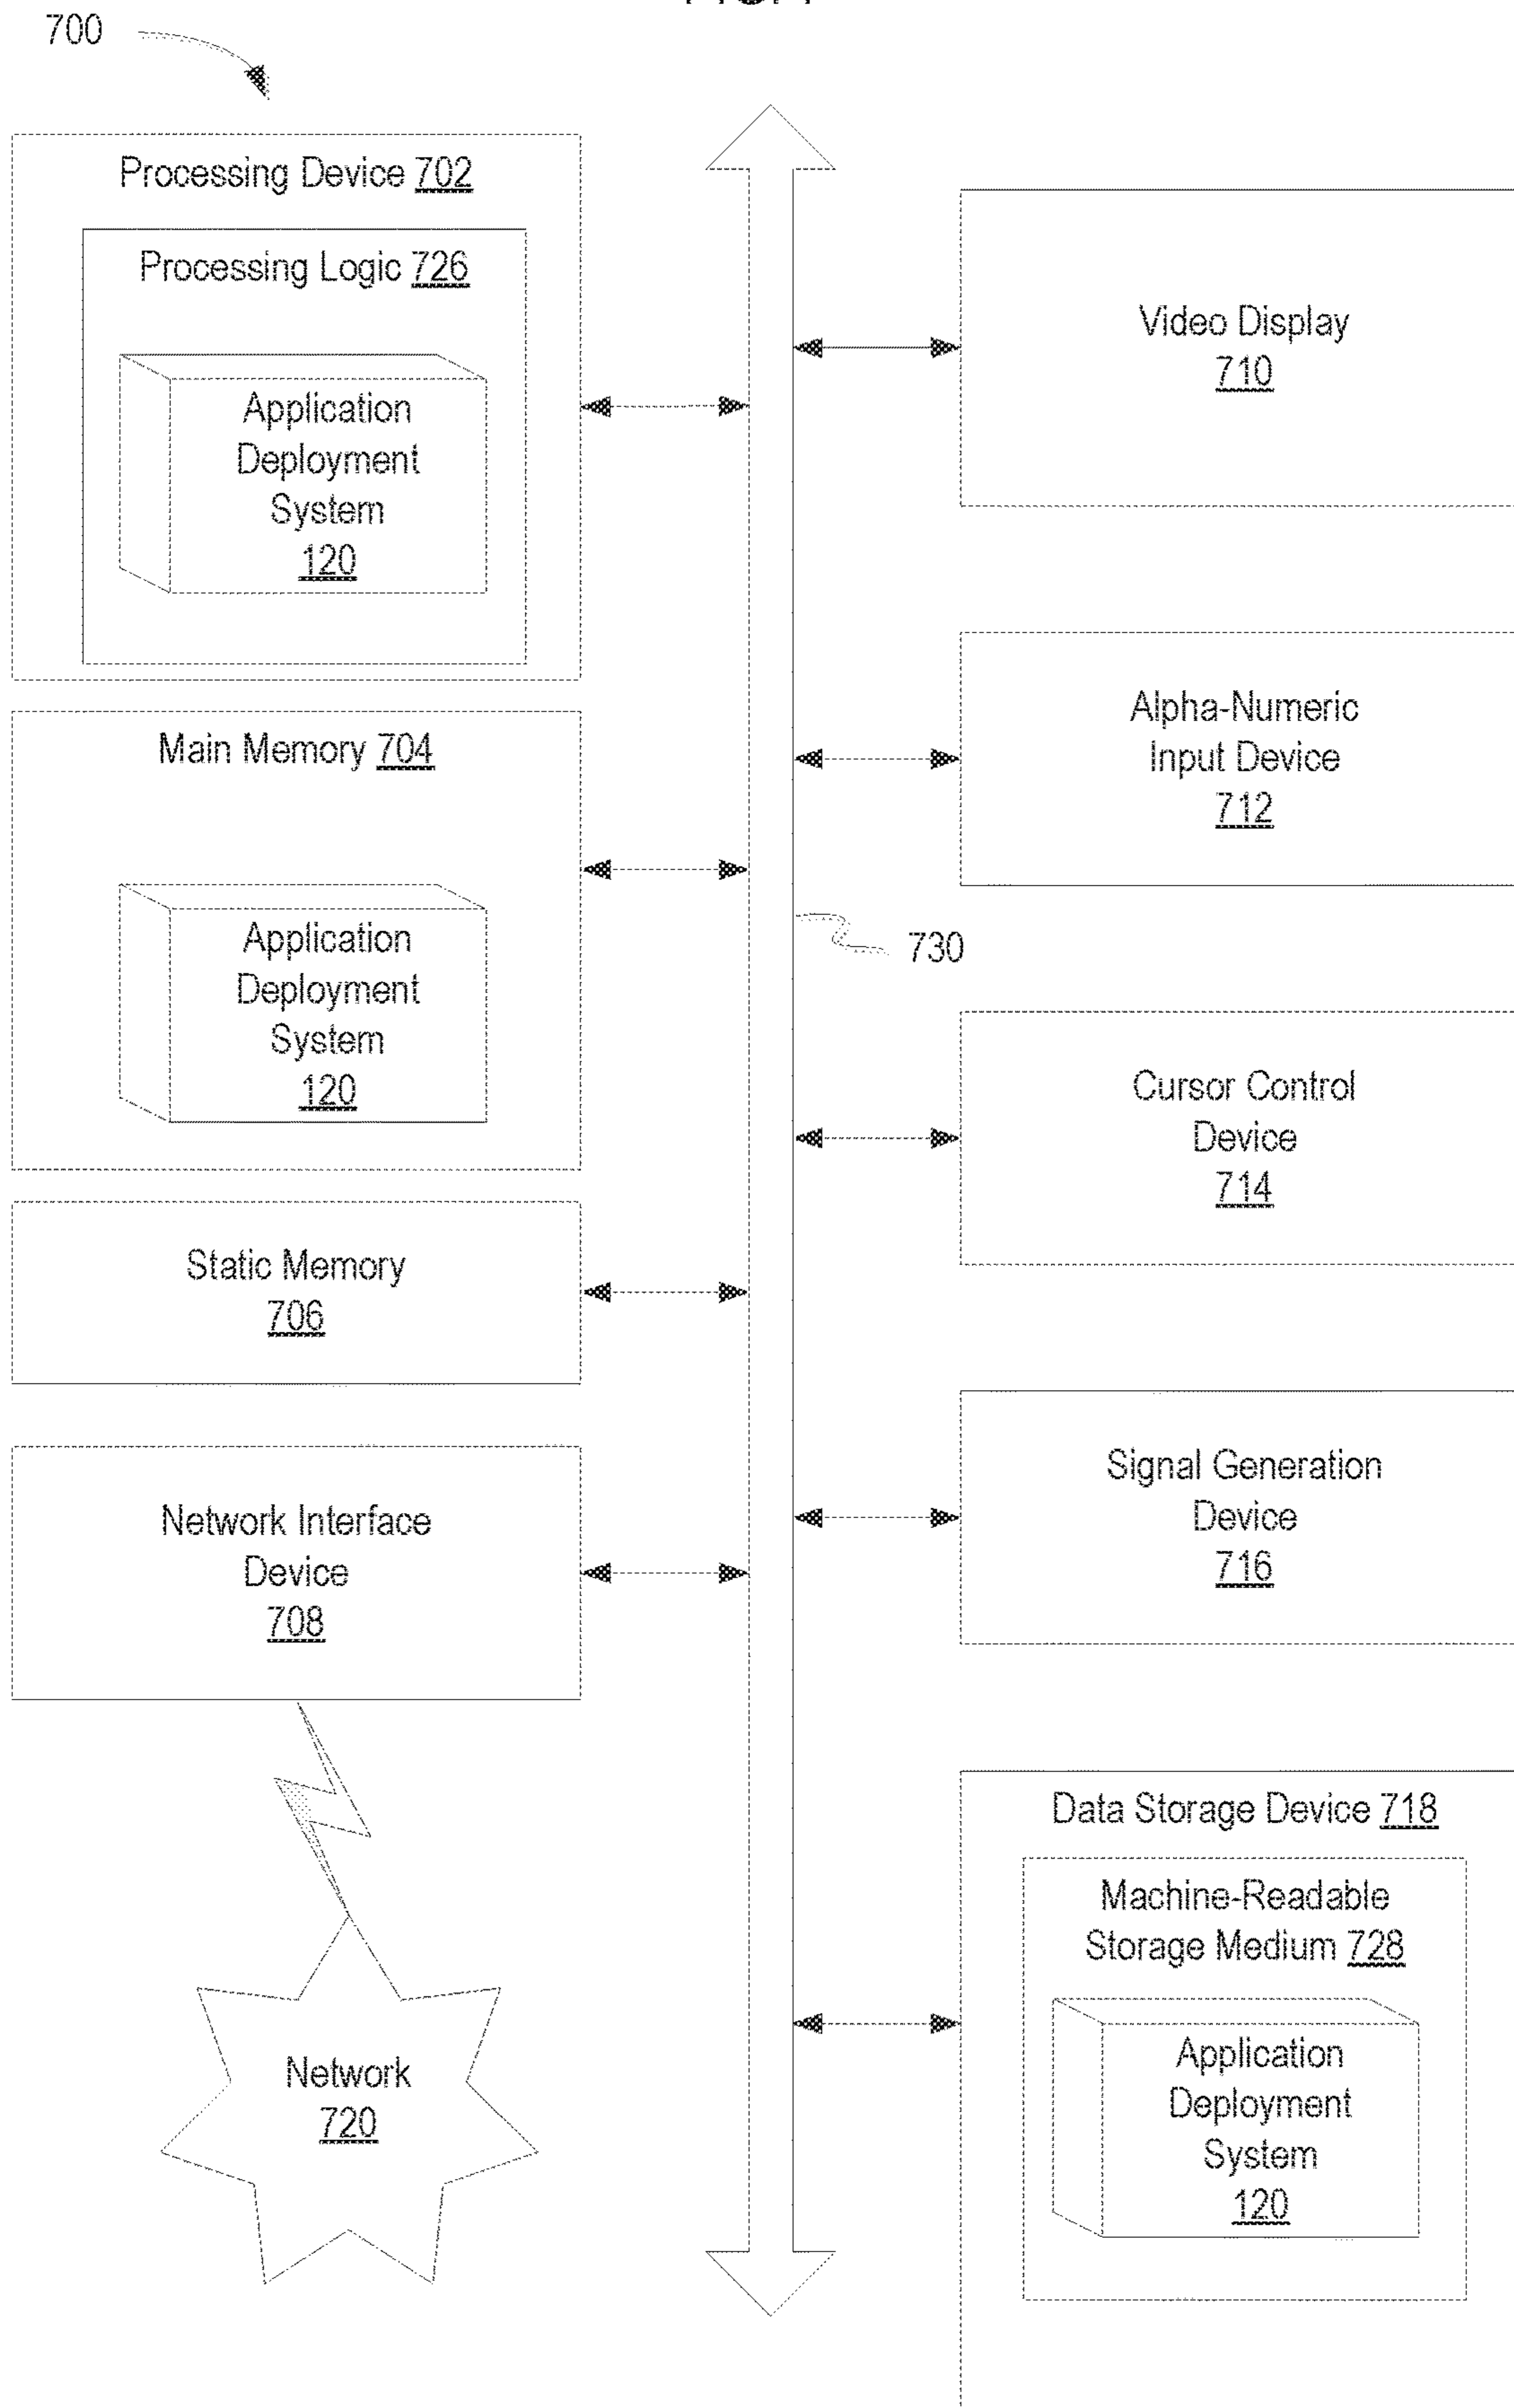 700
Processing Device 702
Processing Logic 726
Application
Deployment
System
120
Main Memory 704
Application
Deployment
System
120
Static Memory
706
Network Interface
Device
708
Network
720
730
Video Display
710
Alpha-Numeric
Input Device
712
Cursor Control
Device
714
Signal Generation
Device
716
Data Storage Device 718
Machine-Readable
Storage Medium 728
Application
Deployment
System
120